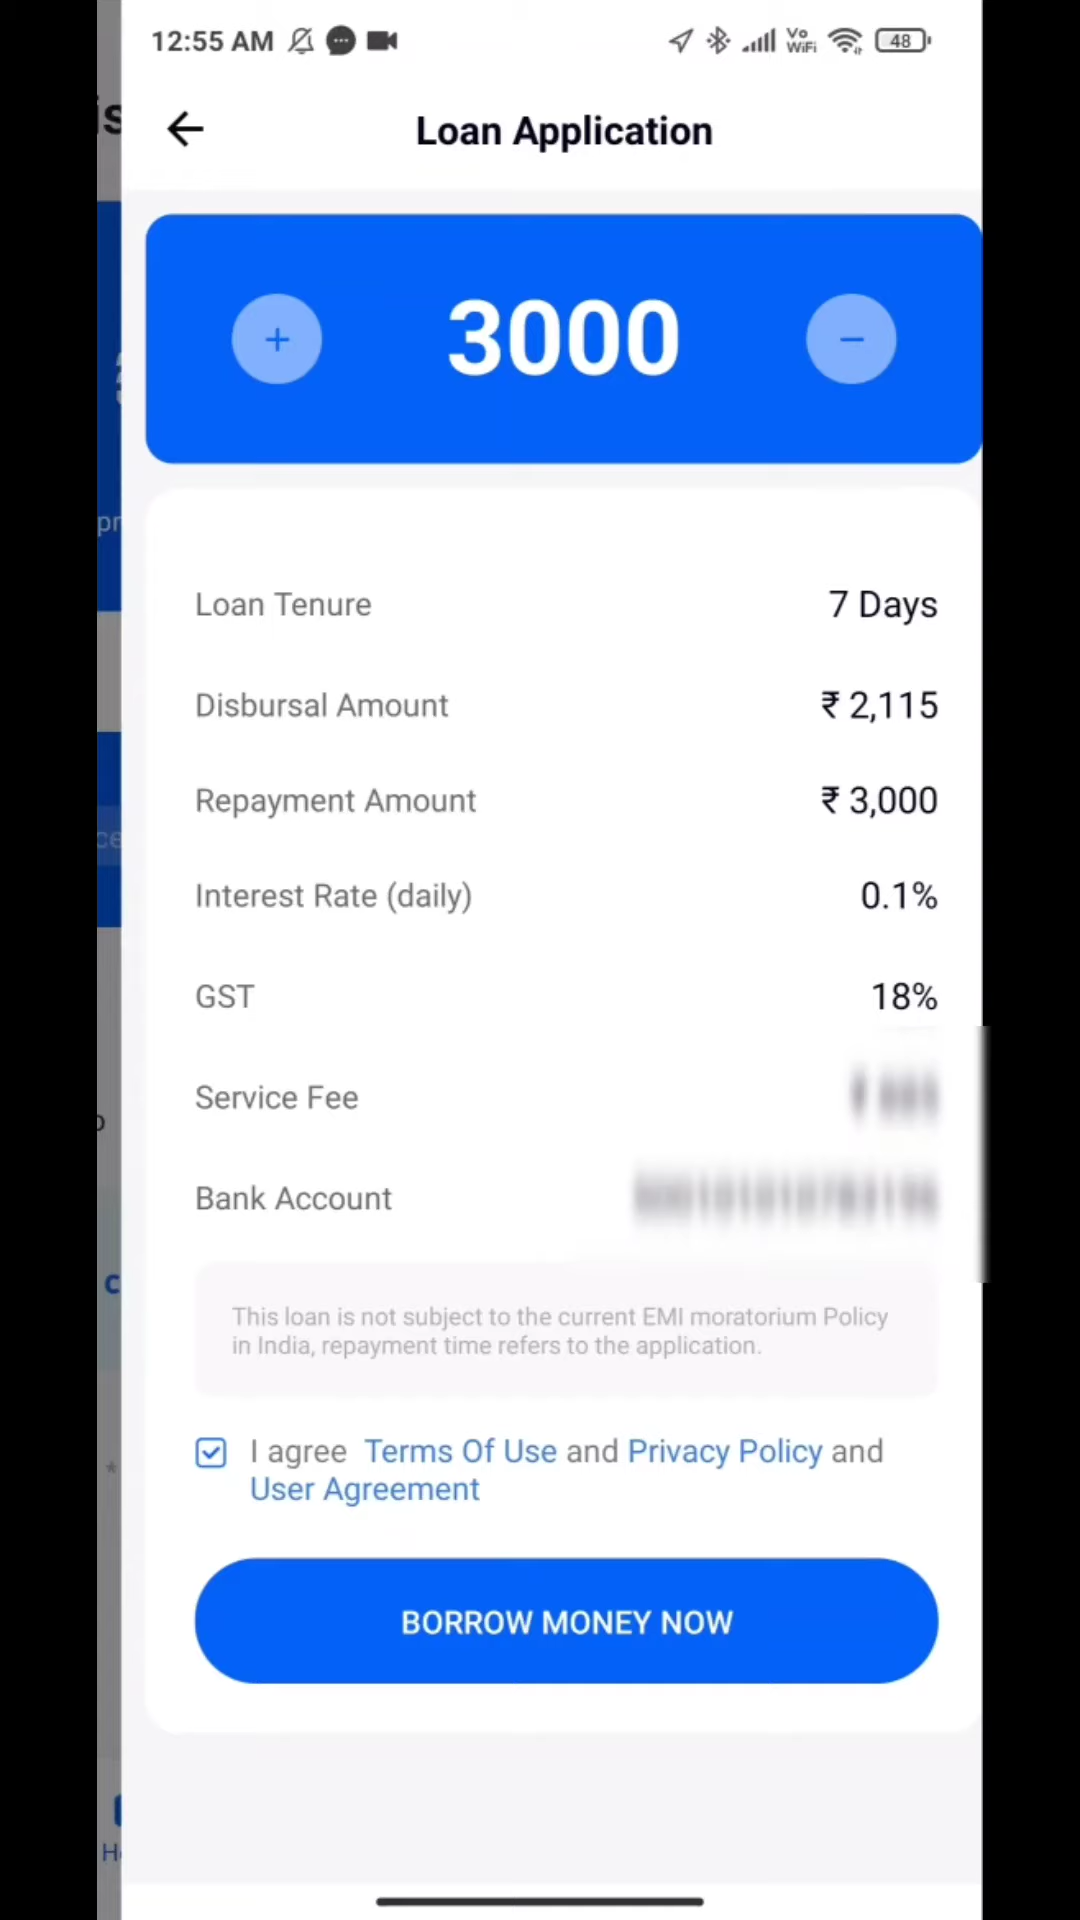 12:55 AM
Vo
WiFi
48
Loan Application
3000
Loan Tenure
7 Days
Disbursal Amount
₹ 2,115
Repayment Amount
₹ 3,000
Interest Rate (daily)
0.1%
GST
18%
Service Fee
Bank Account
This loan is not subject to the current EMI moratorium Policy
in India, repayment time refers to the application.
I agree Terms Of Use and Privacy Policy and
User Agreement
BORROW MONEY NOW